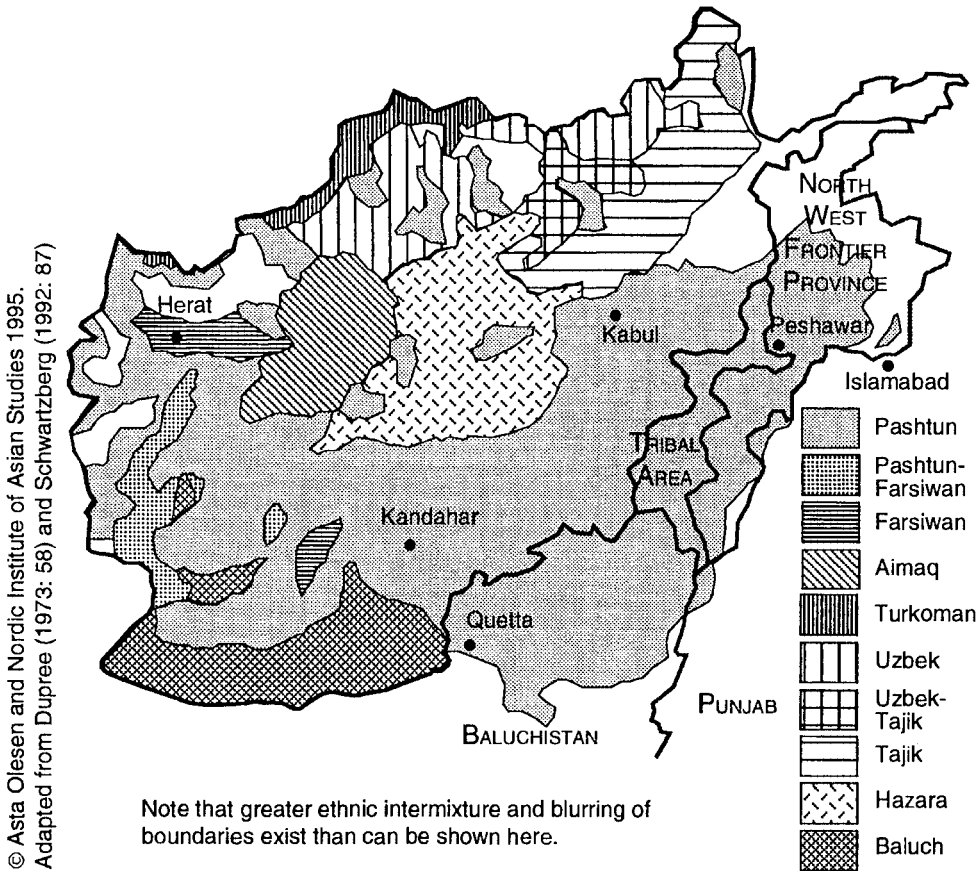 © Asta Olesen and Nordic Institute of Asian Studies 1995.
Adapted from Dupree (1973: 58) and Schwartzberg (1992: 87)
NORTH
WEST
FRONTIER
PROVINCE
Herat
Kabul
Peshawar
Islamabad
TRIBAL
AREA
Kandahar
Quetta
PUNJAB
BALUCHISTAN
Pashtun
Pashtun-
Farsiwan
Farsiwan
Aimaq
Turkoman
Uzbek
Uzbek-
Tajik
Tajik
Hazara
Baluch
Note that greater ethnic intermixture and blurring of
boundaries exist than can be shown here.